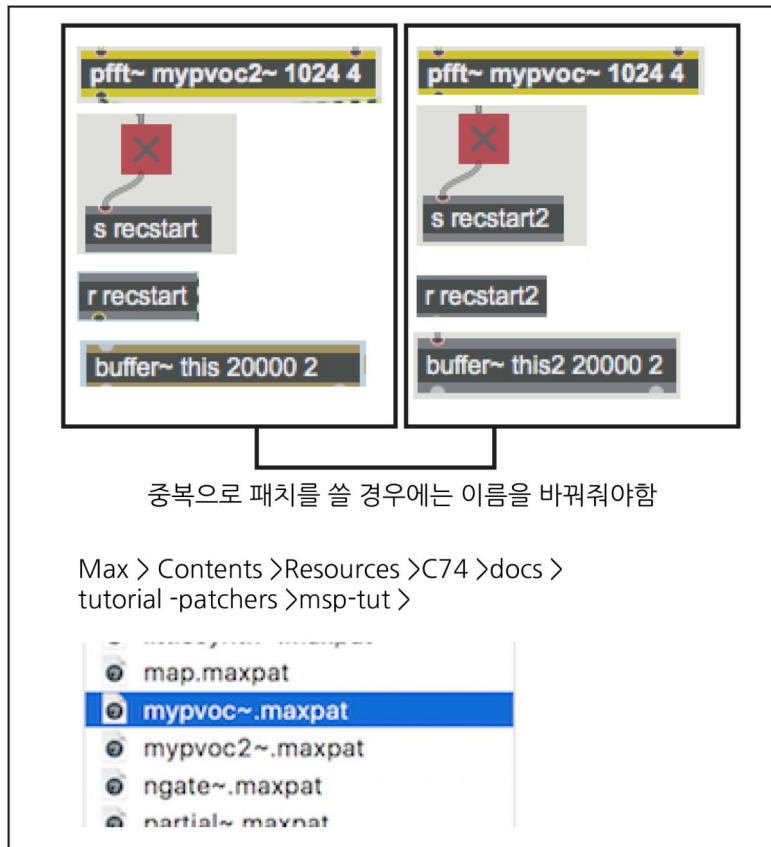 pfft~ mypvoc2~ 1024 4
s recstart
r recstart
buffer~ this 20000 2
pfft~ mypvoc~ 1024 4
s recstart2
r recstart2
buffer~ this2 20000 2
중복으로 패치를 쓸 경우에는 이름을 바꿔줘야함
Max > Contents >Resources >C74 >docs >
tutorial -patchers >msp-tut >
map.maxpat
mypvoc~.maxpat
mypvoc2~.maxpat
ngate~.maxpat
partial~.maxpat